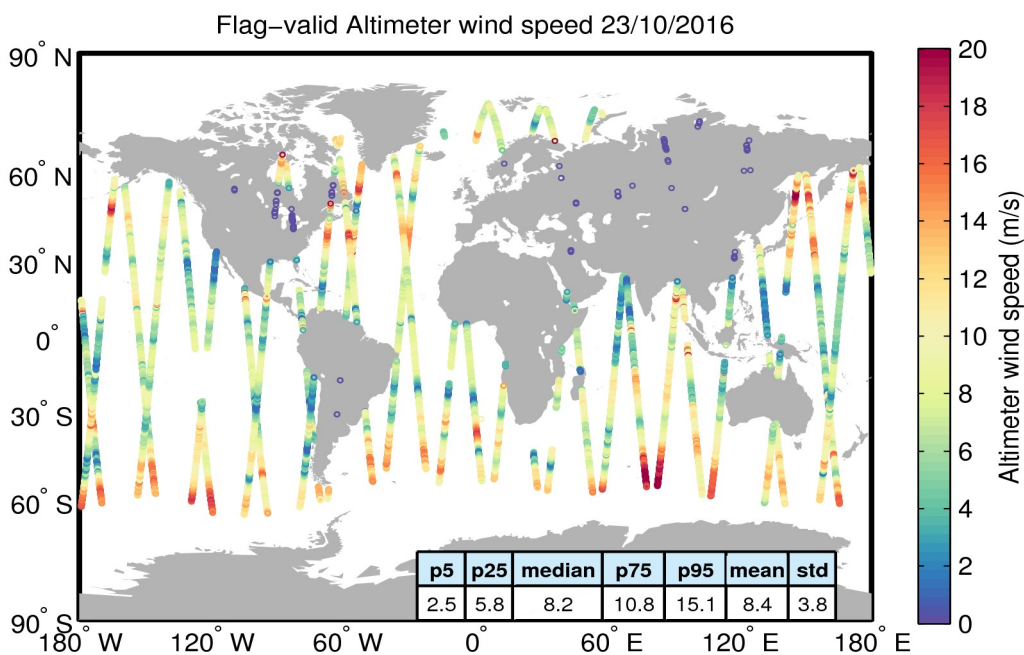 Flag−valid Altimeter wind speed 23/10/2016
90° N
60° N
30° N
0°
30° S
60° S
90° S
180° W
120° W
60° W
0°
60° E
120° E
180° E
p5 p25 median p75 p95 mean std
2.5 5.8 8.2 10.8 15.1 8.4 3.8
20
18
16
14
12
10
8
6
4
2
0
Altimeter wind speed (m/s)